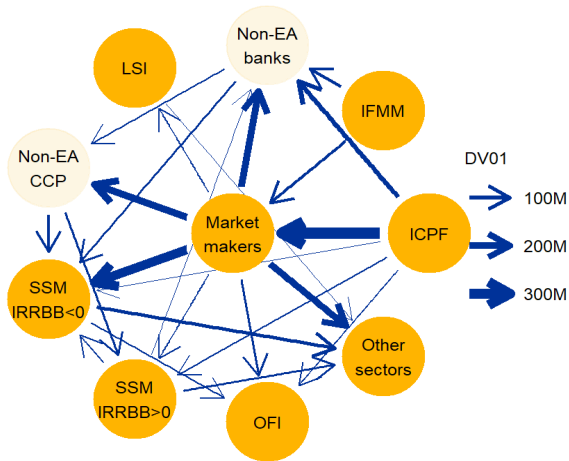 Non-EA
banks
LSI
IFMM
Non-EA
CCP
DV01
100M
Market
makers
ICPF
200M
SSM
IRRBB<0
300M
Other
sectors
SSM
IRRBB>0
OFI